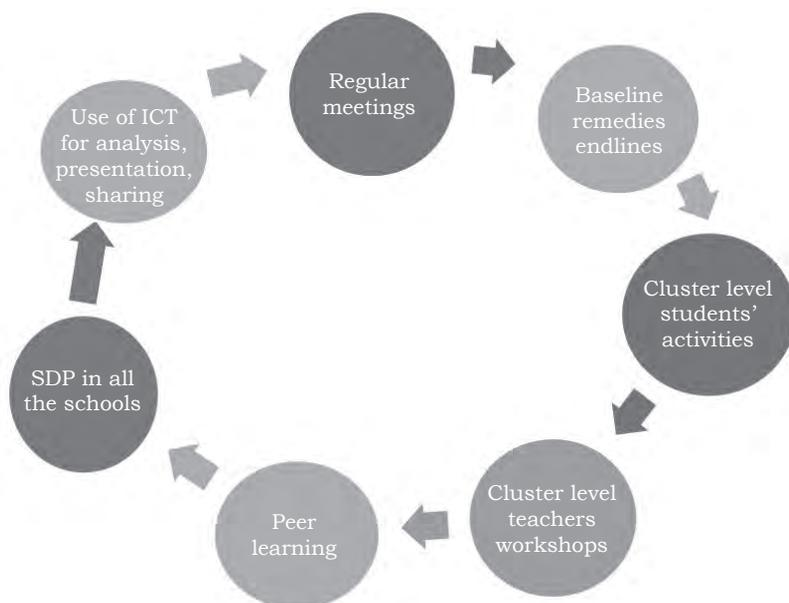 Regular
meetings
Baseline
remedies
endlines
Cluster level
students’
activities
Cluster level
teachers
workshops
Peer
learning
SDP in all
the schools
Use of ICT
for analysis,
presentation,
sharing